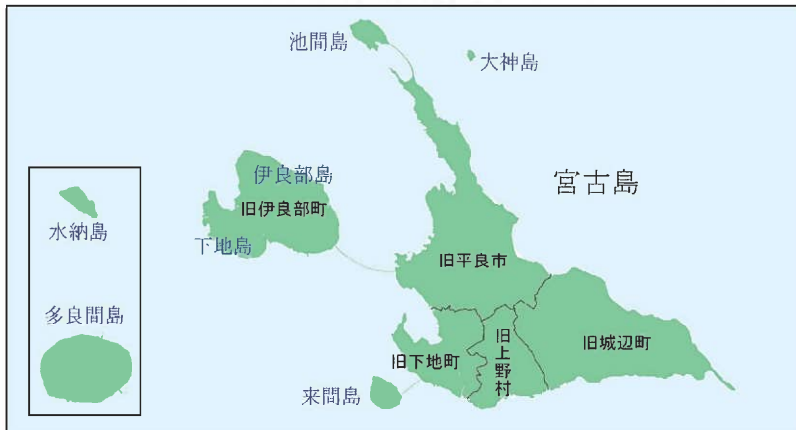 池間島
大神島
宮古島
伊良部島
旧伊良部町
下地島
水納島
旧平良市
多良間島
旧下地町
旧上野村
旧城辺町
来間島